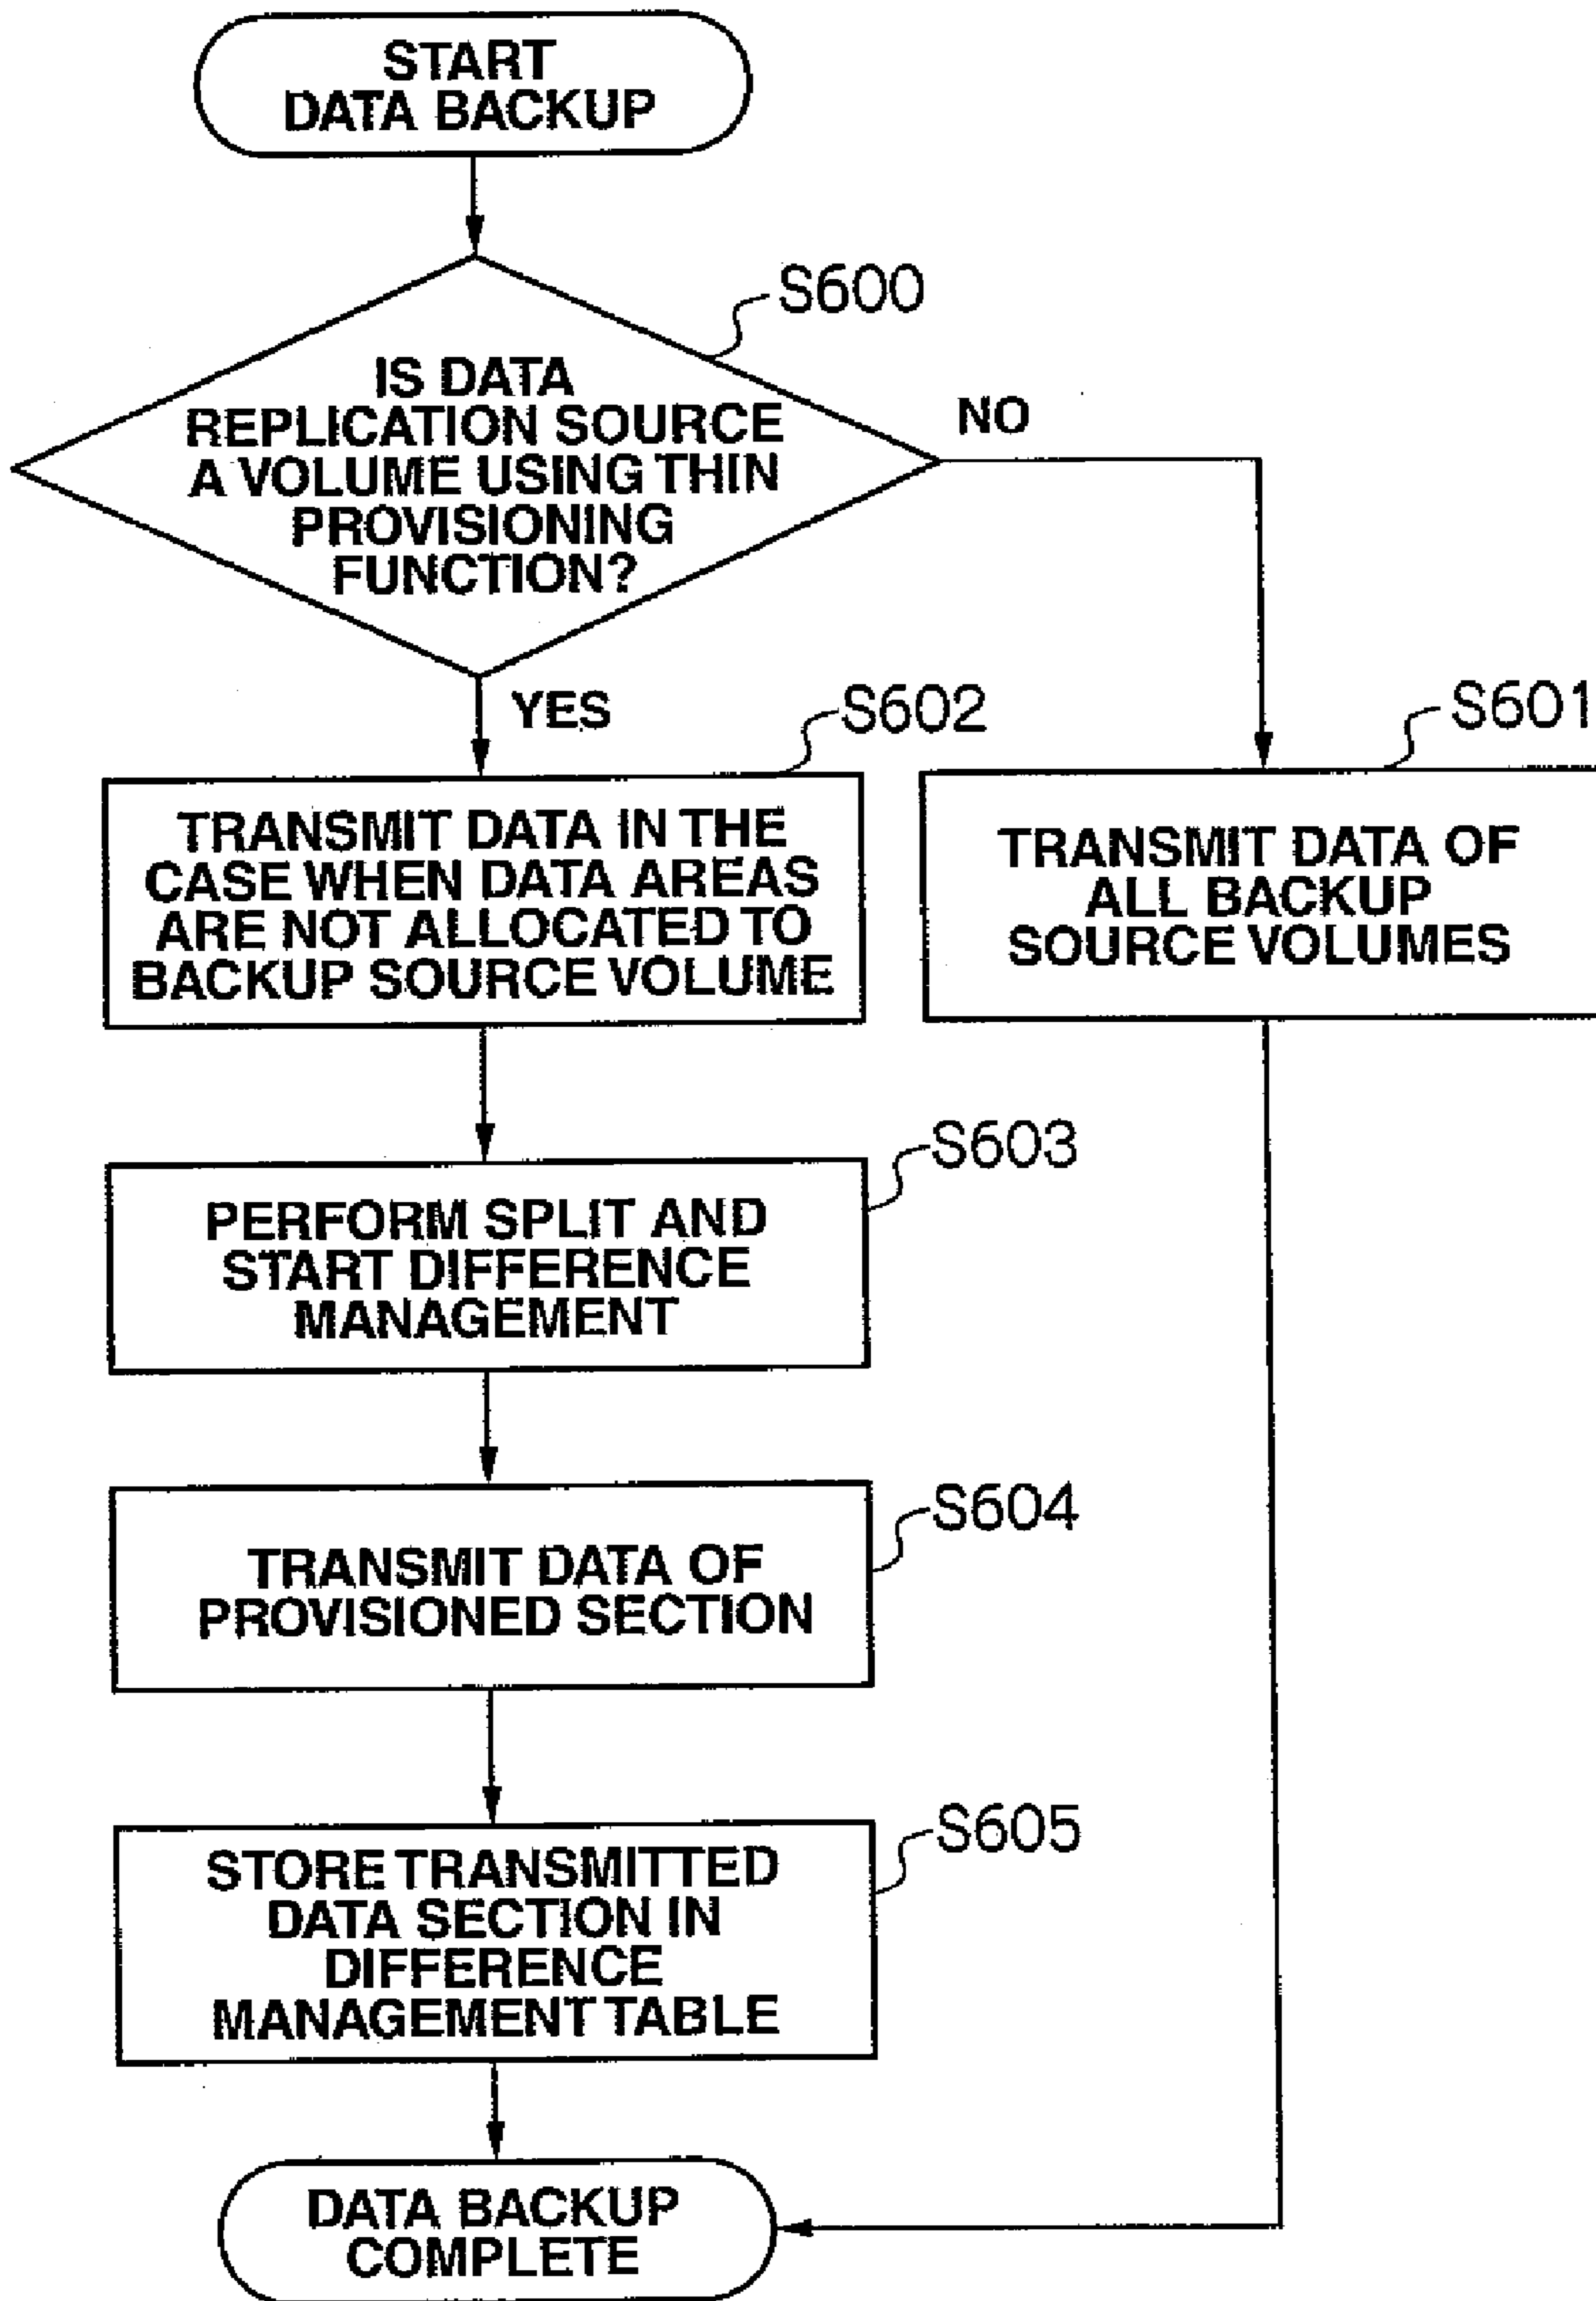 START
DATA BACKUP
S600
IS DATA
REPLICATION SOURCE
A VOLUME USING THIN
PROVISIONING
FUNCTION?
NO
YES
S602
TRANSMIT DATA IN THE
CASE WHEN DATA AREAS
ARE NOT ALLOCATED TO
BACKUP SOURCE VOLUME
S601
TRANSMIT DATA OF
ALL BACKUP
SOURCE VOLUMES
S603
PERFORM SPLIT AND
START DIFFERENCE
MANAGEMENT
S604
TRANSMIT DATA OF
PROVISIONED SECTION
S605
STORE TRANSMITTED
DATA SECTION IN
DIFFERENCE
MANAGEMENT TABLE
DATA BACKUP
COMPLETE